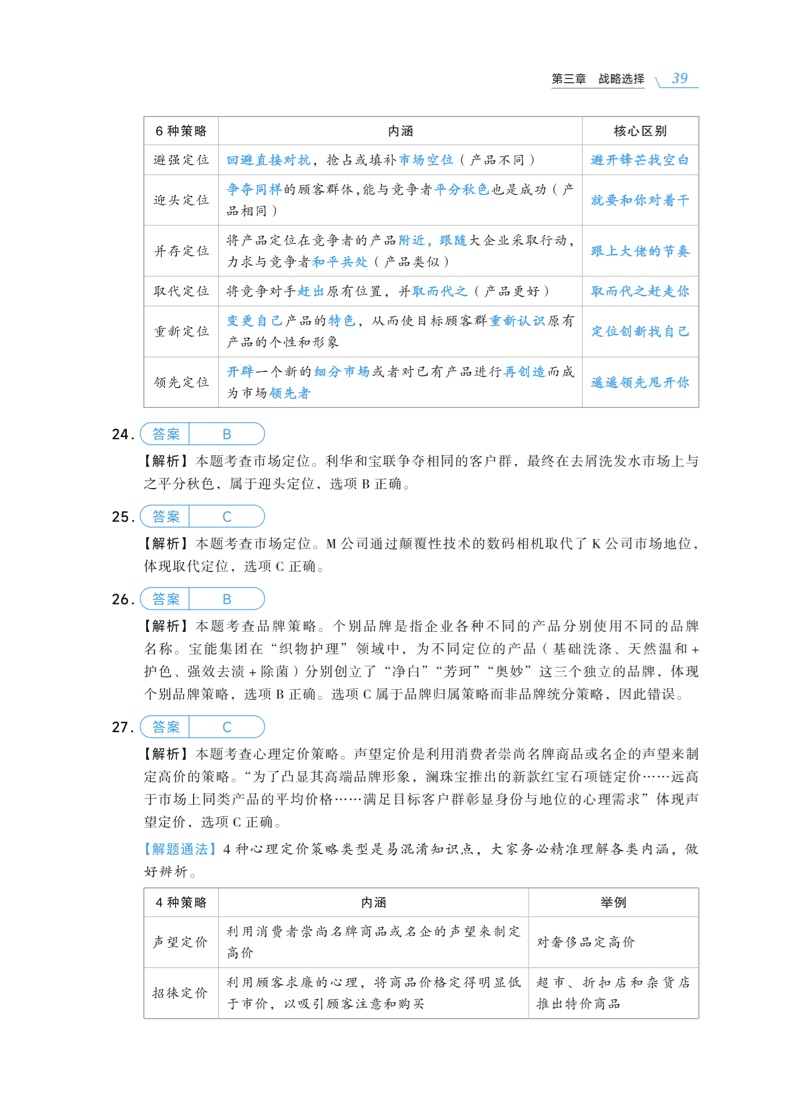 第三章 战略选择 39
6 种策略 内涵 核心区别
避强定位 回避直接对抗，抢占或填补市场空位（产品不同） 避开锋芒找空白
迎头定位 争夺同样的顾客群体，能与竞争者平分秋色也是成功（产
品相同） 就要和你对着干
并存定位 将产品定位在竞争者的产品附近，跟随大企业采取行动，
力求与竞争者和平共处（产品类似） 跟上大佬的节奏
取代定位 将竞争对手赶出原有位置，并取而代之（产品更好） 取而代之赶走你
重新定位 变更自己产品的特色，从而使目标顾客群重新认识原有
产品的个性和形象 定位创新找自己
领先定位 开辟一个新的细分市场或者对已有产品进行再创造而成
为市场领先者 遥遥领先甩开你
24. 答案 B
【解析】本题考查市场定位。利华和宝联争夺相同的客户群，最终在去屑洗发水市场上与
之平分秋色，属于迎头定位，选项 B 正确。
25. 答案 C
【解析】本题考查市场定位。M 公司通过颠覆性技术的数码相机取代了 K 公司市场地位，
体现取代定位，选项 C 正确。
26. 答案 B
【解析】本题考查品牌策略。个别品牌是指企业各种不同的产品分别使用不同的品牌
名称。宝能集团在“织物护理”领域中，为不同定位的产品（基础洗涤、天然温和 +
护色、强效去渍 + 除菌）分别创立了“净白”“芳珂”“奥妙”这三个独立的品牌，体现
个别品牌策略，选项 B 正确。选项 C 属于品牌归属策略而非品牌统分策略，因此错误。
27. 答案 C
【解析】本题考查心理定价策略。声望定价是利用消费者崇尚名牌商品或名企的声望来制
定高价的策略。“为了凸显其高端品牌形象，澜珠宝推出的新款红宝石项链定价……远高
于市场上同类产品的平均价格……满足目标客户群彰显身份与地位的心理需求”体现声
望定价，选项 C 正确。
【解题通法】4 种心理定价策略类型是易混淆知识点，大家务必精准理解各类内涵，做
好辨析。
4 种策略 内涵 举例
声望定价 利用消费者崇尚名牌商品或名企的声望来制定
高价 对奢侈品定高价
招徕定价 利用顾客求廉的心理，将商品价格定得明显低
于市价，以吸引顾客注意和购买 超市、折扣店和杂货店
推出特价商品